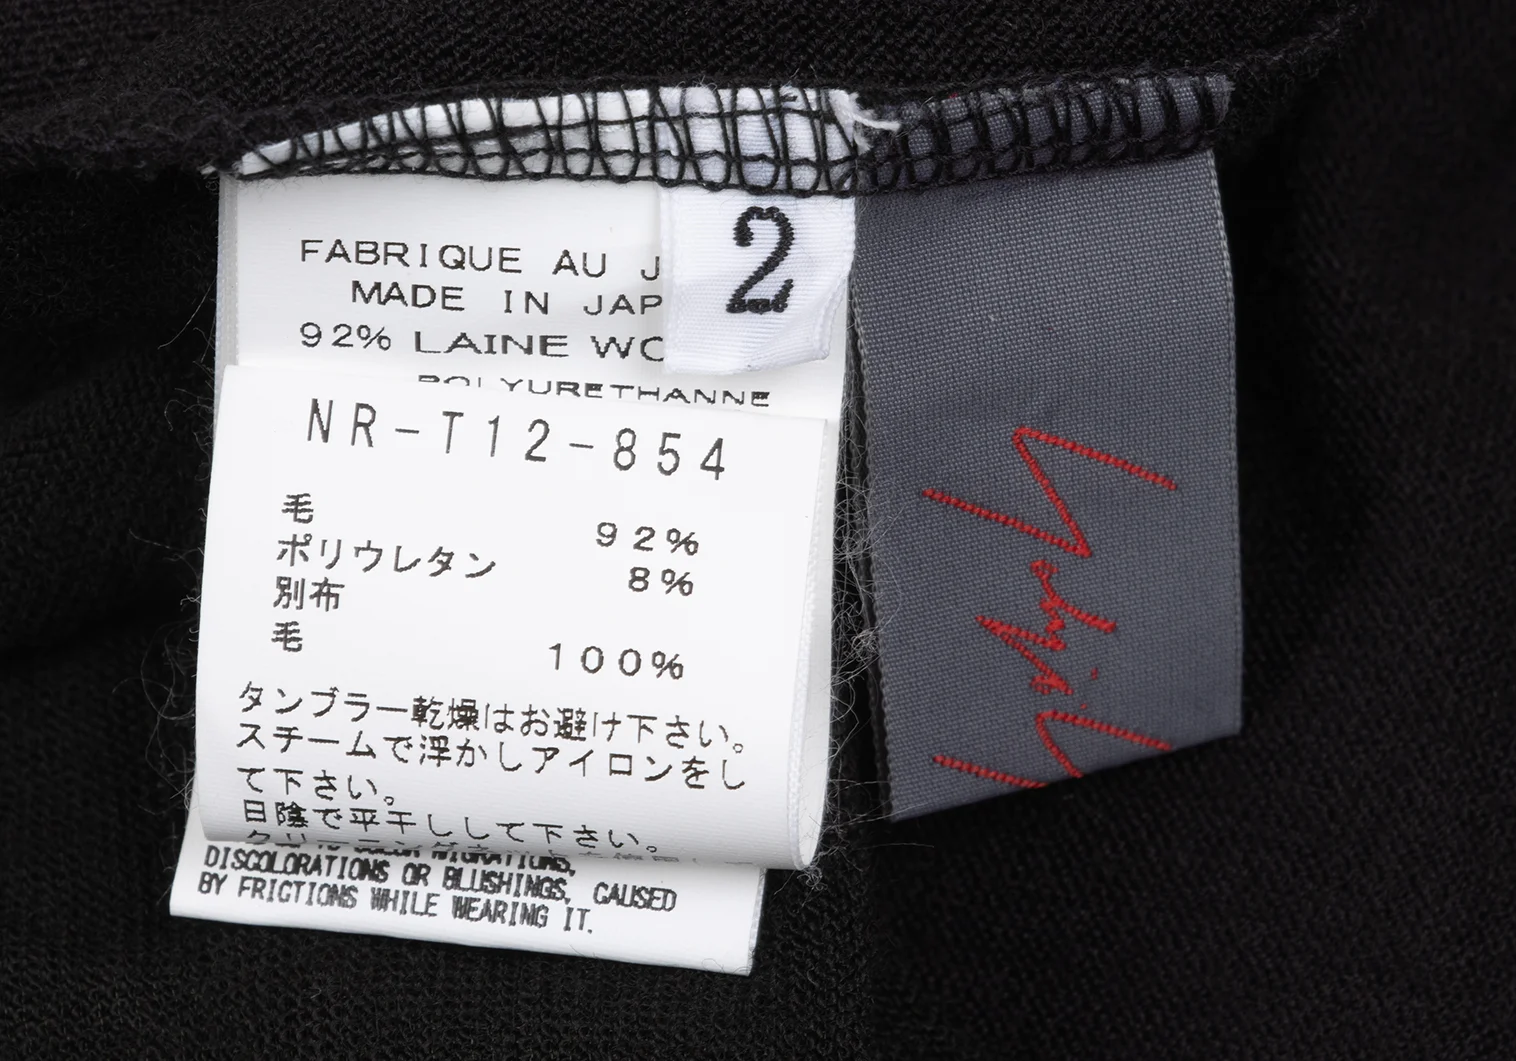 FABRIQUE AU J
MADE IN JAP
2
92% LAINE WO
POLYURETHANNE
NR-T12-854
毛 92%
ポリウレタン 8%
別布
毛 100%
タンブラー乾燥はお避け下さい。
スチームで浮かしアイロンをし
て下さい。
日陰で平干しして下さい。
COLOR MIGRATIONS,
DISCOLORATIONS OR BLUSHINGS, CAUSED
BY FRICTIONS WHILE WEARING IT.
Yohji Y